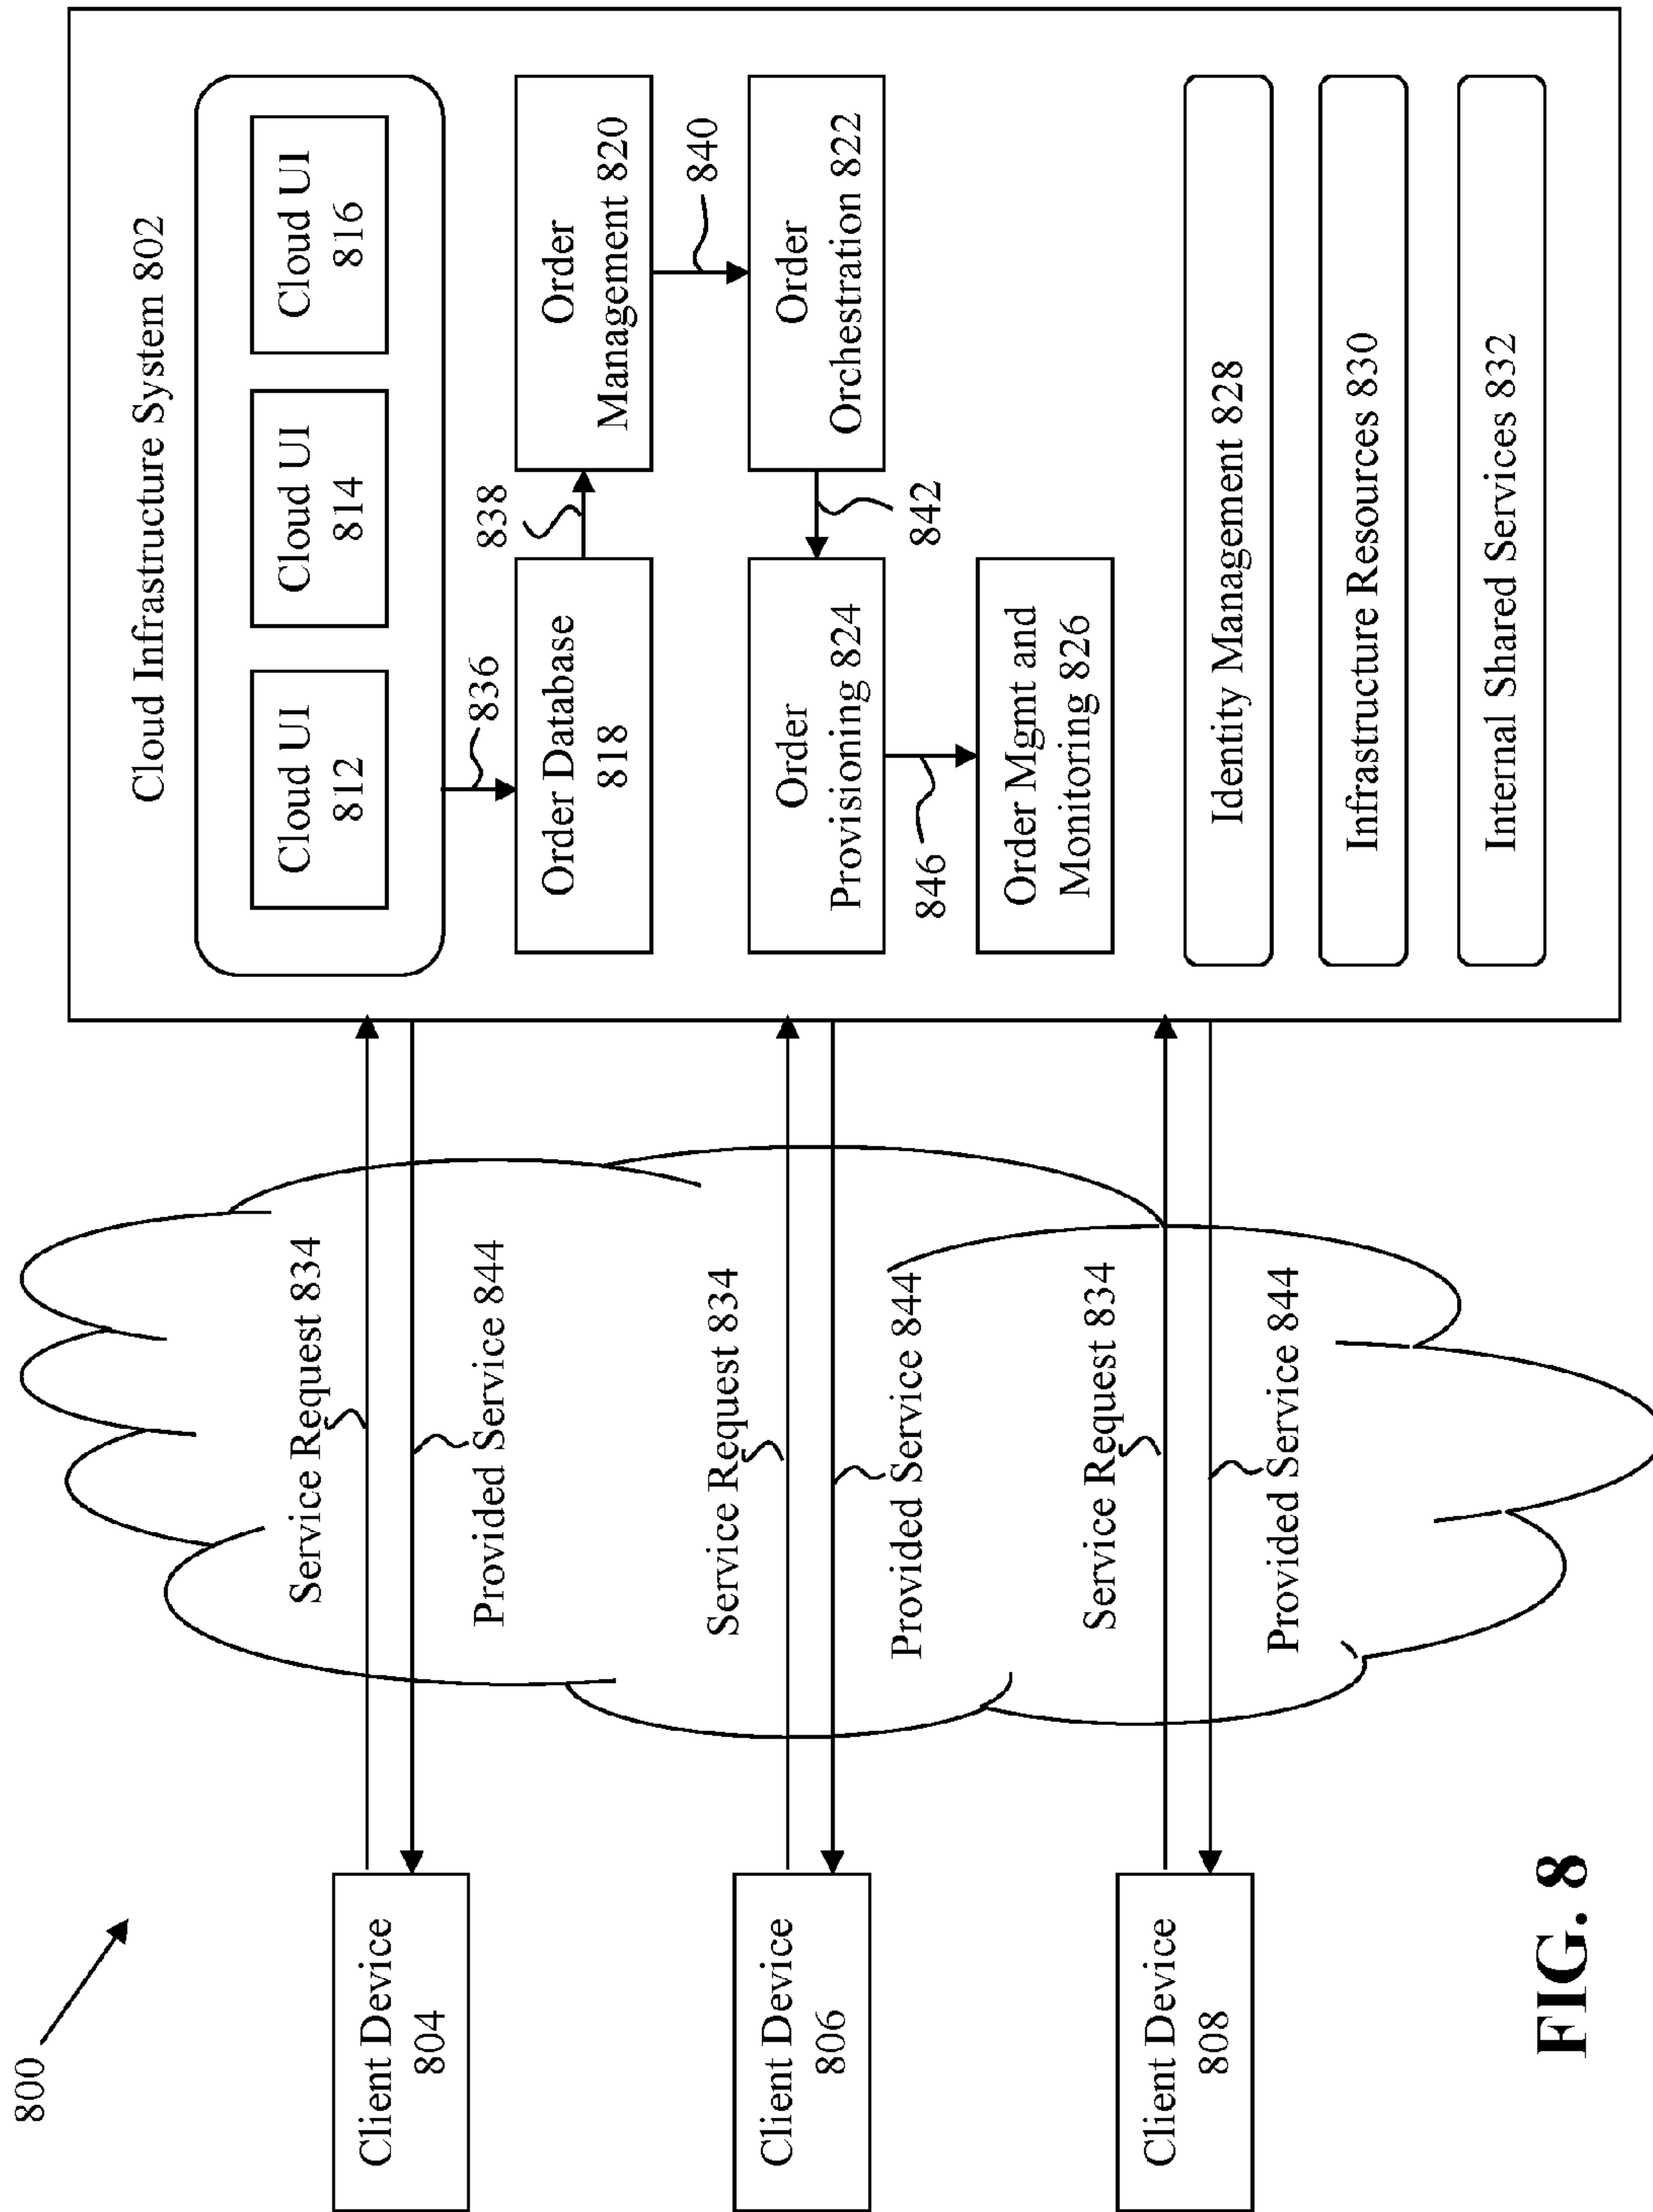 800
Client Device
804
Client Device
806
Client Device
808
Service Request 834
Provided Service 844
Service Request 834
Provided Service 844
Service Request 834
Provided Service 844
Cloud Infrastructure System 802
Cloud UI
812
Cloud UI
814
Cloud UI
816
836
Order Database
818
838
Order
Management 820
840
Order
Orchestration 822
842
Order
Provisioning 824
846
Order Mgmt and
Monitoring 826
Identity Management 828
Infrastructure Resources 830
Internal Shared Services 832
FIG. 8